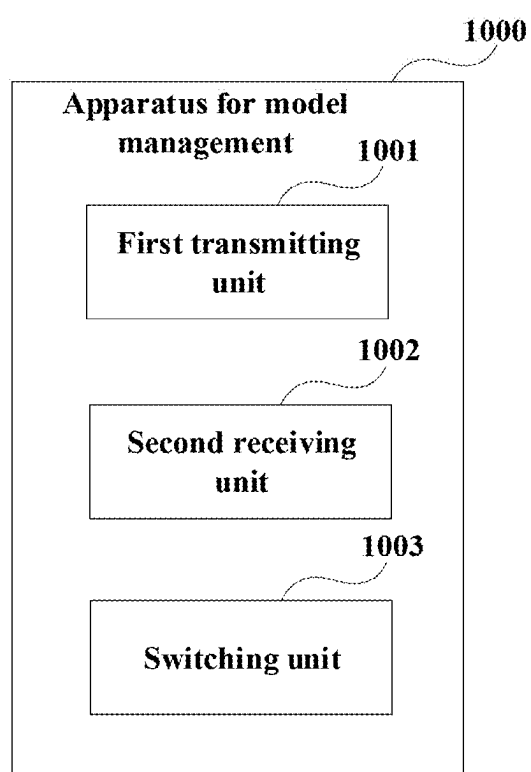 1000
Apparatus for model
management
1001
First transmitting
unit
1002
Second receiving
unit
1003
Switching unit